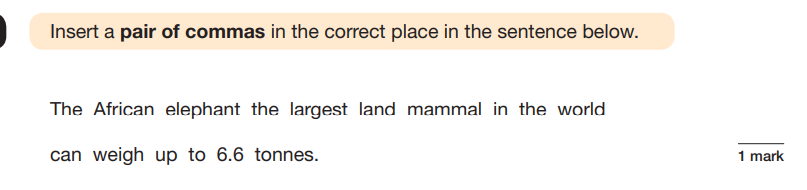 Insert a pair of commas in the correct place in the sentence below.
The African elephant the largest land mammal in the world
can weigh up to 6.6 tonnes.
1 mark